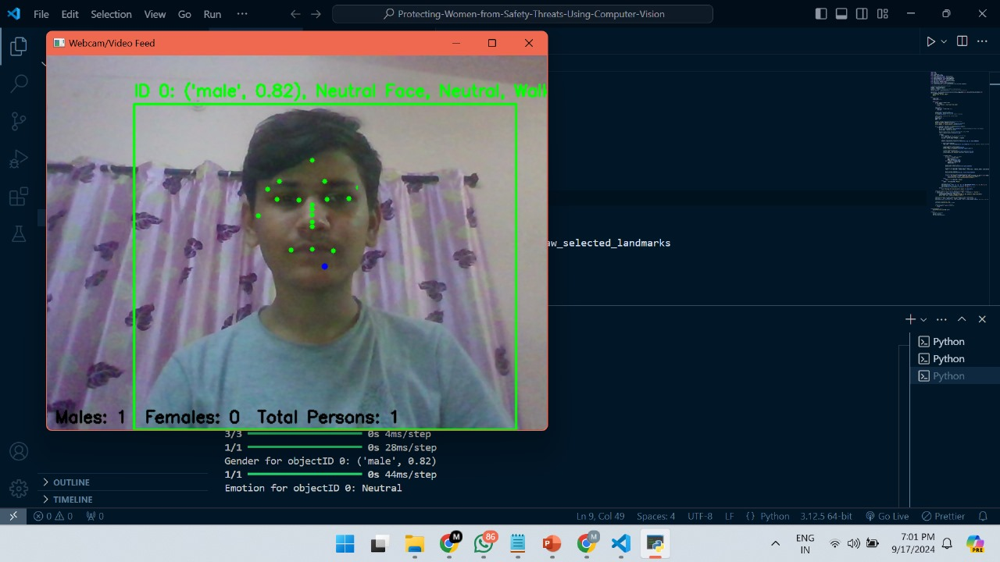 File Edit Selection View Go Run ...
Protecting-Women-from-Safety-Threats-Using-Computer-Vision
Webcam/Video Feed
ID 0: ('male', 0.82), Neutral Face, Neutral, Walk
aw_selected_landmarks
Males: 1 Females: 0 Total Persons: 1
Python
Python
Python
3/3 0s 4ms/step
1/1 0s 28ms/step
Gender for objectID 0: ('male', 0.82)
1/1 0s 44ms/step
Emotion for objectID 0: Neutral
OUTLINE
TIMELINE
0 0 0
Ln 9, Col 49 Spaces: 4 UTF-8 LF {} Python 3.12.5 64-bit Go Live Prettier
M 86 P M
ENG
IN
7:01 PM
9/17/2024
PRE